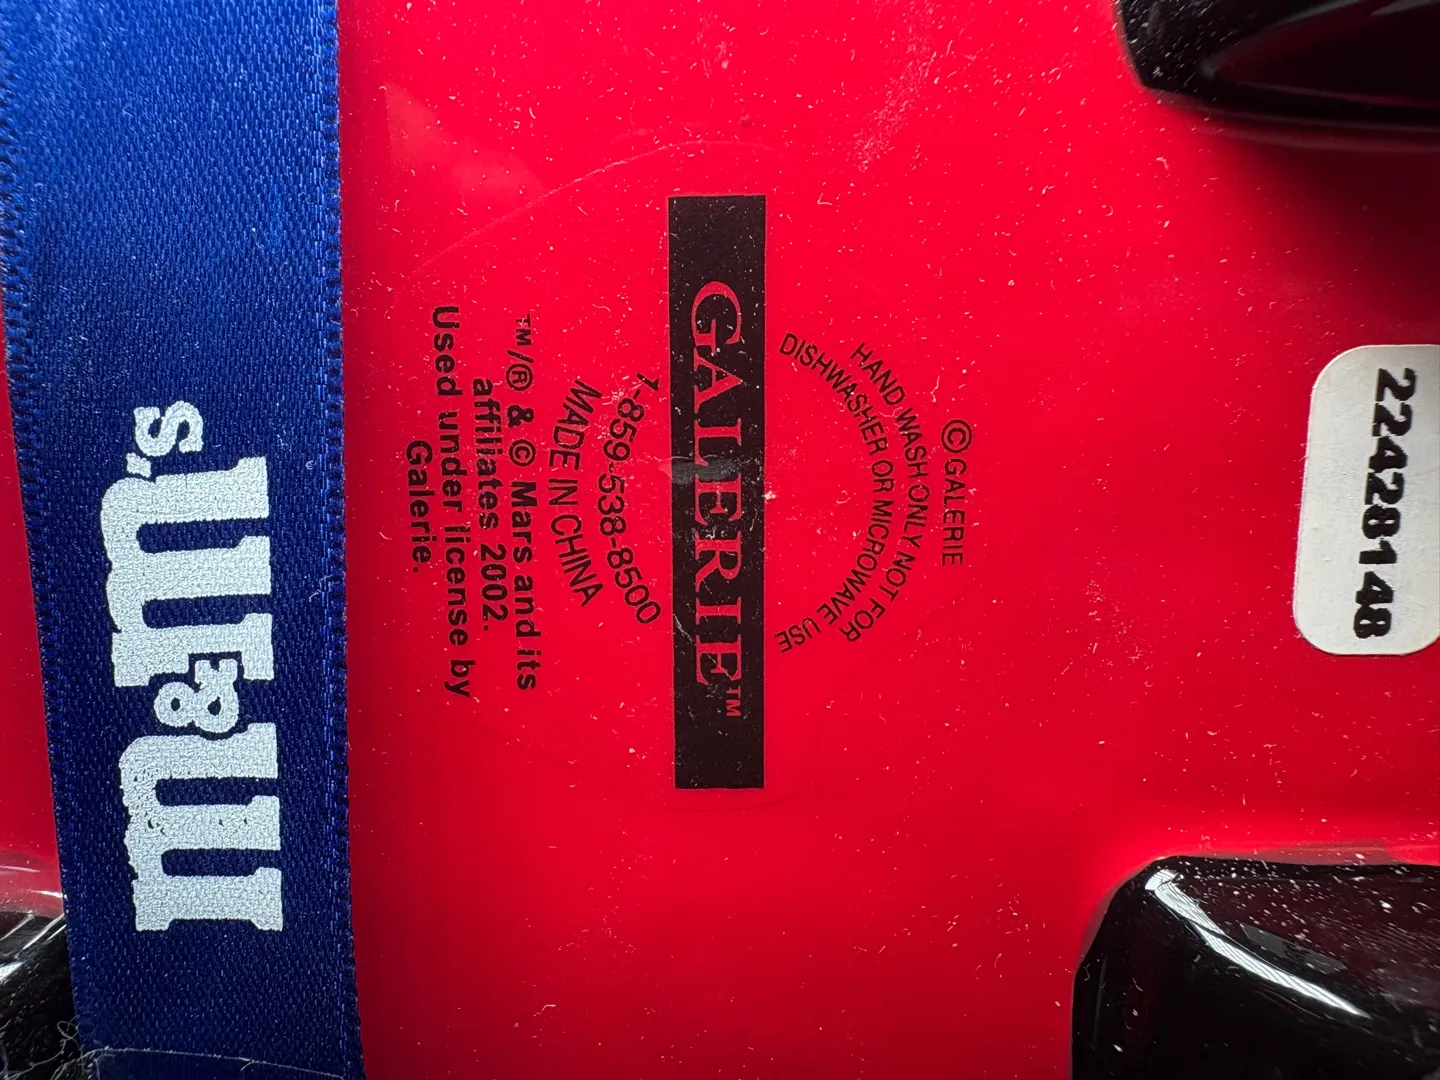 22428148
©GALERIE
HAND WASH ONLY NOT FOR
DISHWASHER OR MICROWAVE USE
GALERIE™
1-859-538-8500
MADE IN CHINA
™/® & © Mars and its
affiliates 2002.
Used under license by
Galerie.
m&m's